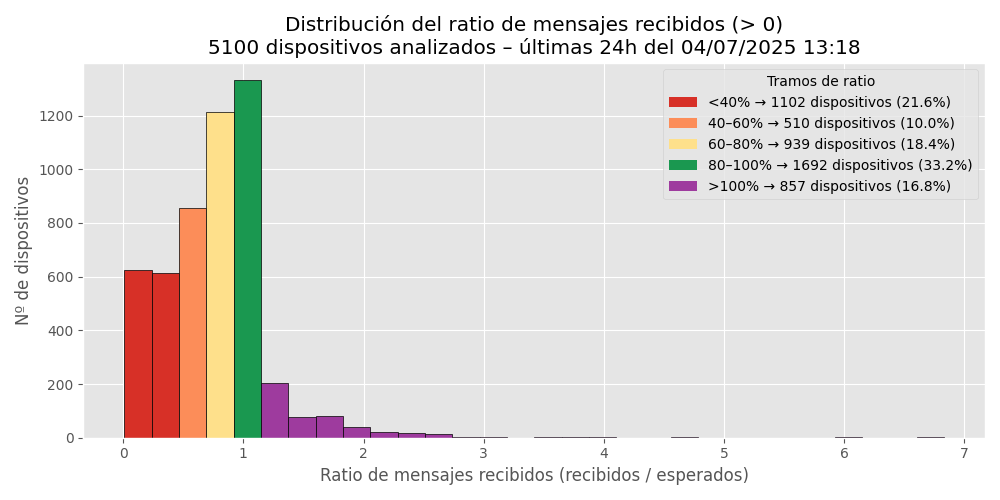 Distribución del ratio de mensajes recibidos (> 0)
5100 dispositivos analizados – últimas 24h del 04/07/2025 13:18
Tramos de ratio
<40% → 1102 dispositivos (21.6%)
40–60% → 510 dispositivos (10.0%)
60–80% → 939 dispositivos (18.4%)
80–100% → 1692 dispositivos (33.2%)
>100% → 857 dispositivos (16.8%)
Nº de dispositivos
1200
1000
800
600
400
200
0
0 1 2 3 4 5 6 7
Ratio de mensajes recibidos (recibidos / esperados)